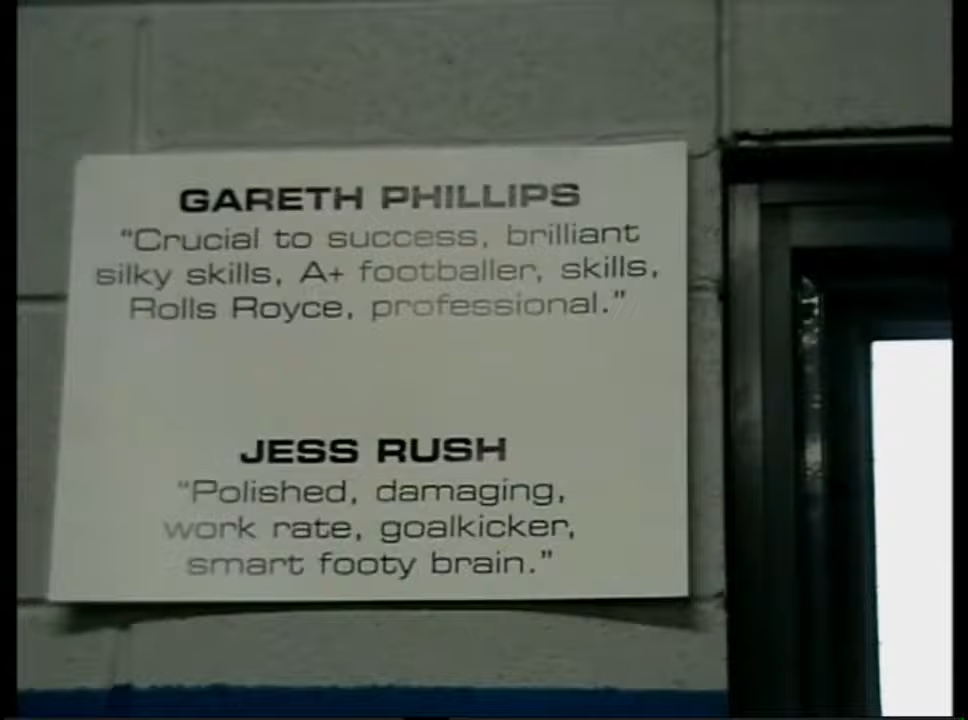 GARETH PHILLIPS
“Crucial to success, brilliant
silky skills, A+ footballer, skills,
Rolls Royce, professional.”
JESS RUSH
“Polished, damaging,
work rate, goalkicker,
smart footy brain.”